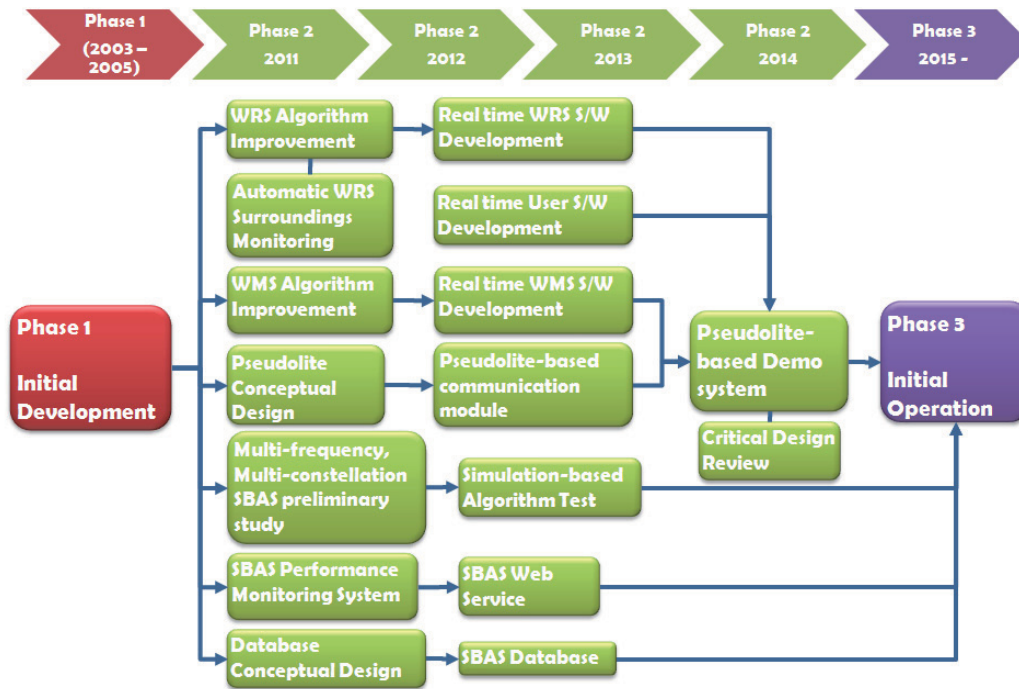 Phase 1
(2003 –
2005)
Phase 2
2011
Phase 2
2012
Phase 2
2013
Phase 2
2014
Phase 3
2015 -
WRS Algorithm
Improvement
Real time WRS S/W
Development
Automatic WRS
Surroundings
Monitoring
Real time User S/W
Development
WMS Algorithm
Improvement
Real time WMS S/W
Development
Phase 1
Initial
Development
Pseudolite
Conceptual
Design
Pseudolite-based
communication
module
Pseudolite-
based Demo
system
Phase 3
Initial
Operation
Critical Design
Review
Multi-frequency,
Multi-constellation
SBAS preliminary
study
Simulation-based
Algorithm Test
SBAS Performance
Monitoring System
SBAS Web
Service
Database
Conceptual Design
SBAS Database